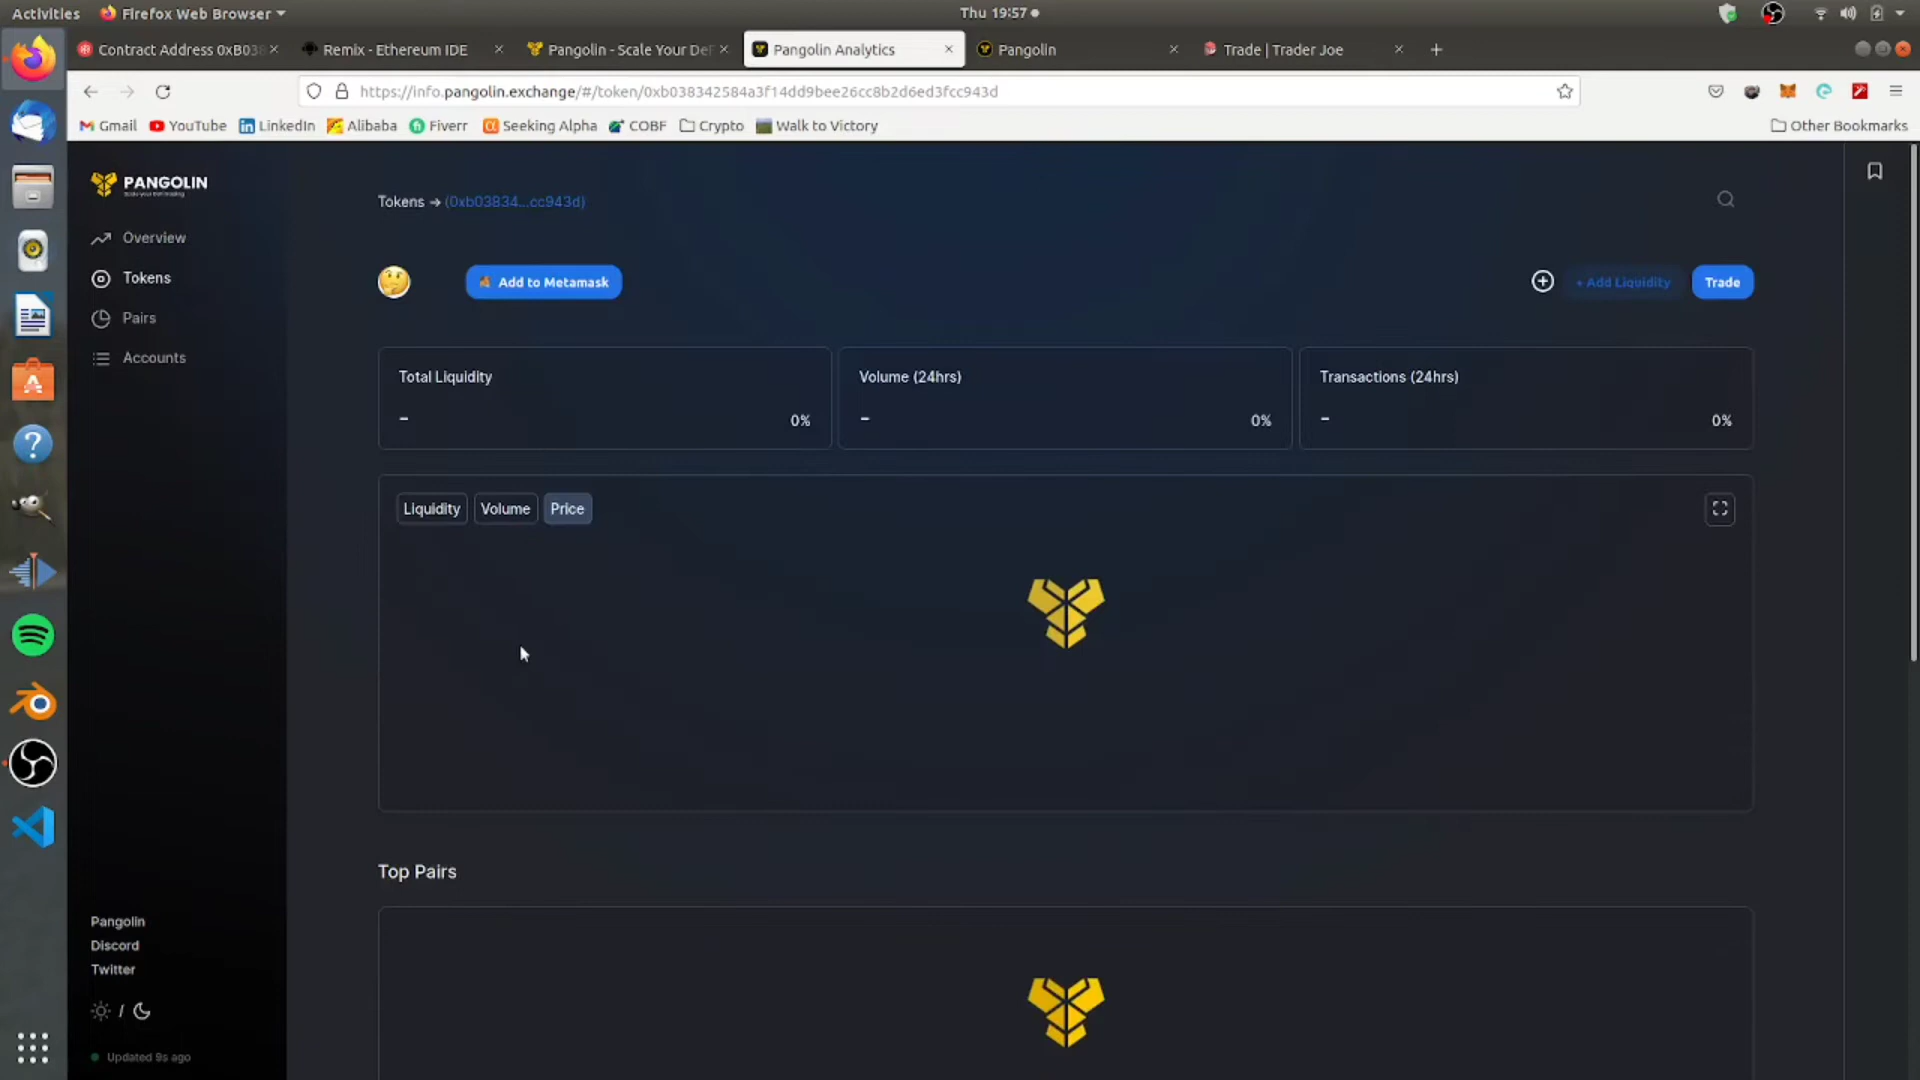 Activities Firefox Web Browser Thu 19:57
Contract Address 0xB038 Remix - Ethereum IDE Pangolin - Scale Your DeF Pangolin Analytics Pangolin Trade | Trader Joe
https://info.pangolin.exchange/#/token/0xb038342584a3f14dd9bee26cc8b2d6ed3fcc943d
Gmail YouTube LinkedIn Alibaba Fiverr Seeking Alpha COBF Crypto Walk to Victory Other Bookmarks
PANGOLIN
Overview
Tokens
Pairs
Accounts
Tokens → (0xb03834...cc943d)
Add to Metamask + Add Liquidity Trade
Total Liquidity Volume (24hrs) Transactions (24hrs)
- 0% - 0% - 0%
Liquidity Volume Price
Top Pairs
Pangolin
Discord
Twitter
/
Updated 9s ago